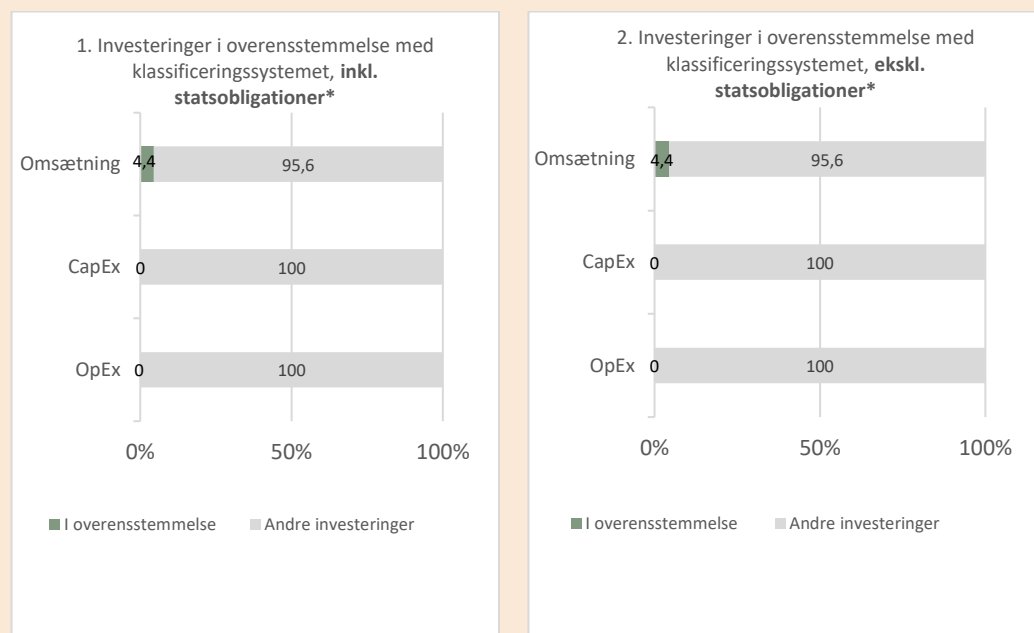 1. Investeringer i overensstemmelse med
klassificeringssystemet, inkl.
statsobligationer*
Omsætning 4,4 95,6
CapEx 0 100
OpEx 0 100
0% 50% 100%
I overensstemmelse Andre investeringer
2. Investeringer i overensstemmelse med
klassificeringssystemet, ekskl.
statsobligationer*
Omsætning 4,4 95,6
CapEx 0 100
OpEx 0 100
0% 50% 100%
I overensstemmelse Andre investeringer